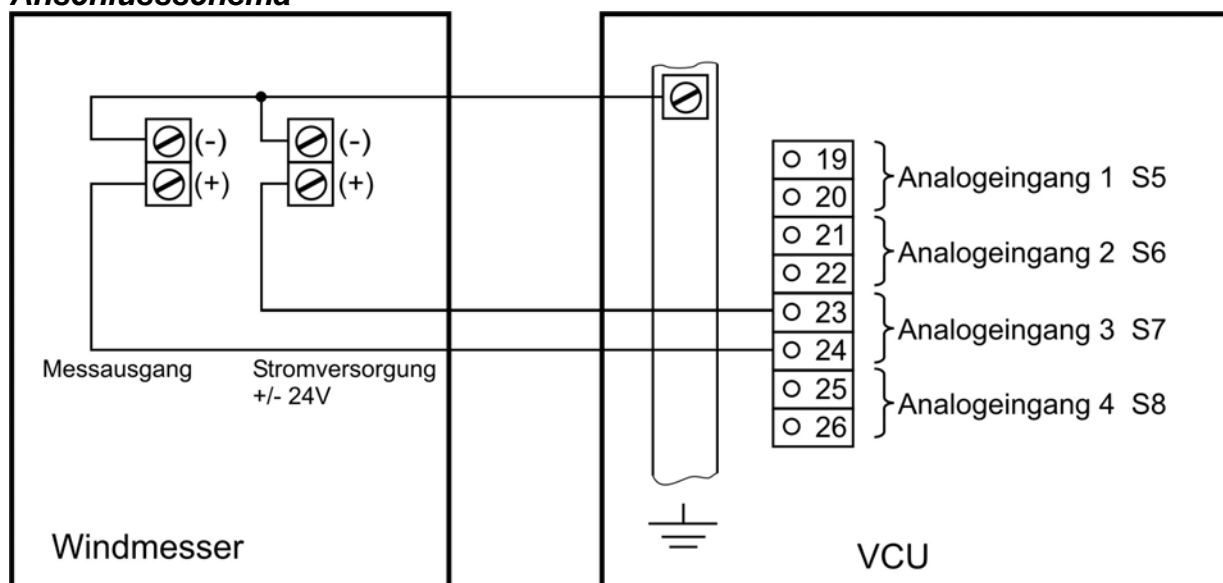 Anschlussschema
(-)
(+)
(-)
(+)
Messausgang
Stromversorgung
+/- 24V
Windmesser
19
20
Analogeingang 1 S5
21
22
Analogeingang 2 S6
23
24
Analogeingang 3 S7
25
26
Analogeingang 4 S8
VCU